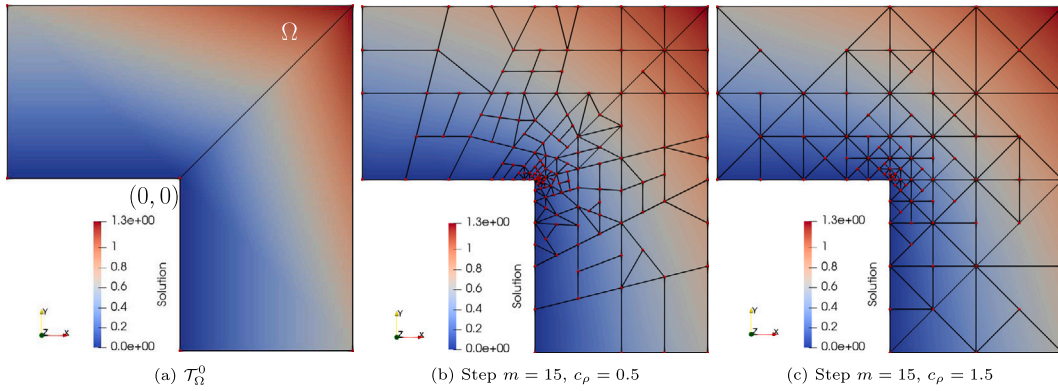 Ω
(0, 0)
1.3e+00
1
0.8
0.6
0.4
0.2
0.0e+00
Solution
Y
Z
X
(a) 𝒯_Ω^0
1.3e+00
1
0.8
0.6
0.4
0.2
0.0e+00
Solution
Y
Z
X
(b) Step m = 15, c_ρ = 0.5
1.3e+00
1
0.8
0.6
0.4
0.2
0.0e+00
Solution
Y
Z
X
(c) Step m = 15, c_ρ = 1.5